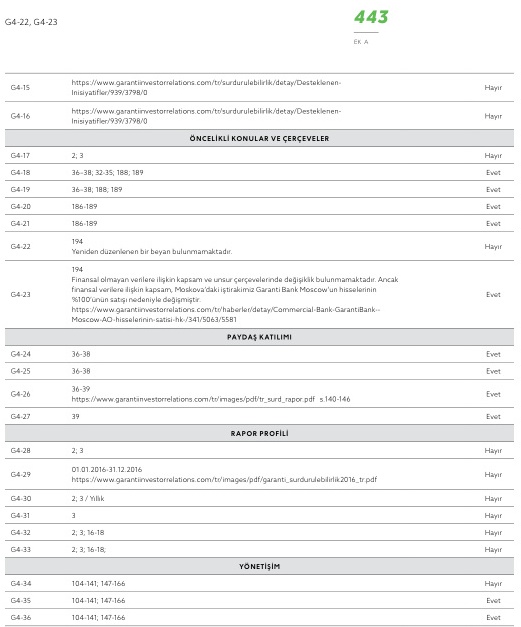 G4-22, G4-23
443
EK A
G4-15
https://www.garantiinvestorrelations.com/tr/surdurulebilirlik/detay/Desteklenen-
Inisiyatifler/939/3798/0
Hayır
G4-16
https://www.garantiinvestorrelations.com/tr/surdurulebilirlik/detay/Desteklenen-
Inisiyatifler/939/3798/0
Hayır
ÖNCELİKLİ KONULAR VE ÇERÇEVELER
G4-17 2; 3 Hayır
G4-18 36–38; 32-35; 188; 189 Evet
G4-19 36–38; 188; 189 Evet
G4-20 186-189 Evet
G4-21 186-189 Evet
G4-22
194
Yeniden düzenlenen bir beyan bulunmamaktadır.
Hayır
G4-23
194
Finansal olmayan verilere ilişkin kapsam ve unsur çerçevelerinde değişiklik bulunmamaktadır. Ancak
finansal verilere ilişkin kapsam, Moskova'daki iştirakimiz Garanti Bank Moscow'un hisselerinin
%100'ünün satışı nedeniyle değişmiştir.
https://www.garantiinvestorrelations.com/tr/haberler/detay/Commercial-Bank-GarantiBank--
Moscow-AO-hisselerinin-satisi-hk-/341/5063/5581
Evet
PAYDAŞ KATILIMI
G4-24 36-38 Evet
G4-25 36-38 Evet
G4-26
36-39
https://www.garantiinvestorrelations.com/tr/images/pdf/tr_surd_rapor.pdf s.140-146
Evet
G4-27 39 Evet
RAPOR PROFİLİ
G4-28 2; 3 Hayır
G4-29
01.01.2016-31.12.2016
https://www.garantiinvestorrelations.com/tr/images/pdf/garanti_surdurulebilirlik2016_tr.pdf
Hayır
G4-30 2; 3 / Yıllık Hayır
G4-31 3 Hayır
G4-32 2; 3; 16-18 Hayır
G4-33 2; 3; 16-18; Hayır
YÖNETİŞİM
G4-34 104-141; 147-166 Hayır
G4-35 104-141; 147-166 Evet
G4-36 104-141; 147-166 Evet